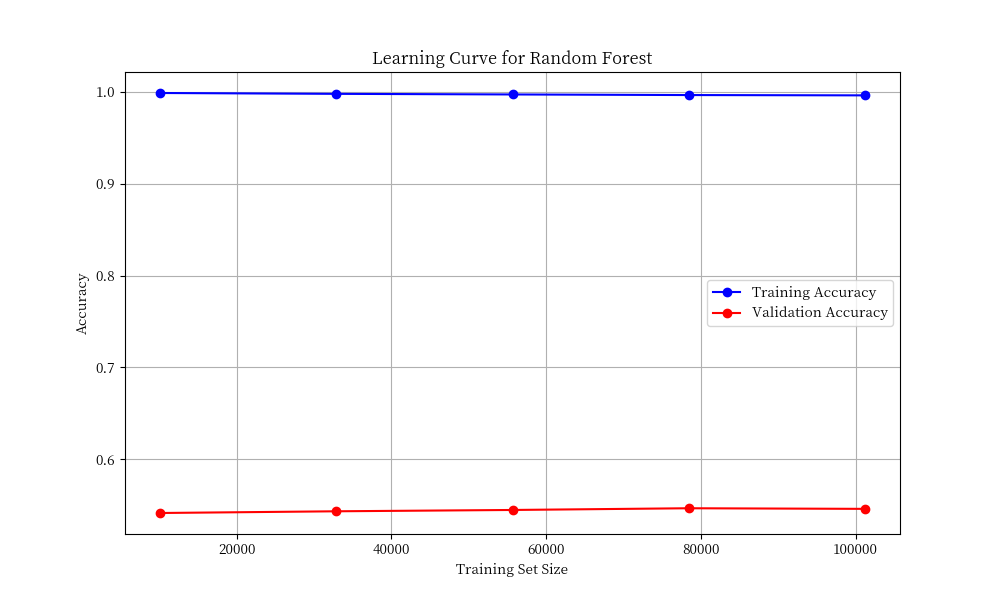 Learning Curve for Random Forest
1.0
0.9
0.8
0.7
0.6
Accuracy
Training Accuracy
Validation Accuracy
20000
40000
60000
80000
100000
Training Set Size